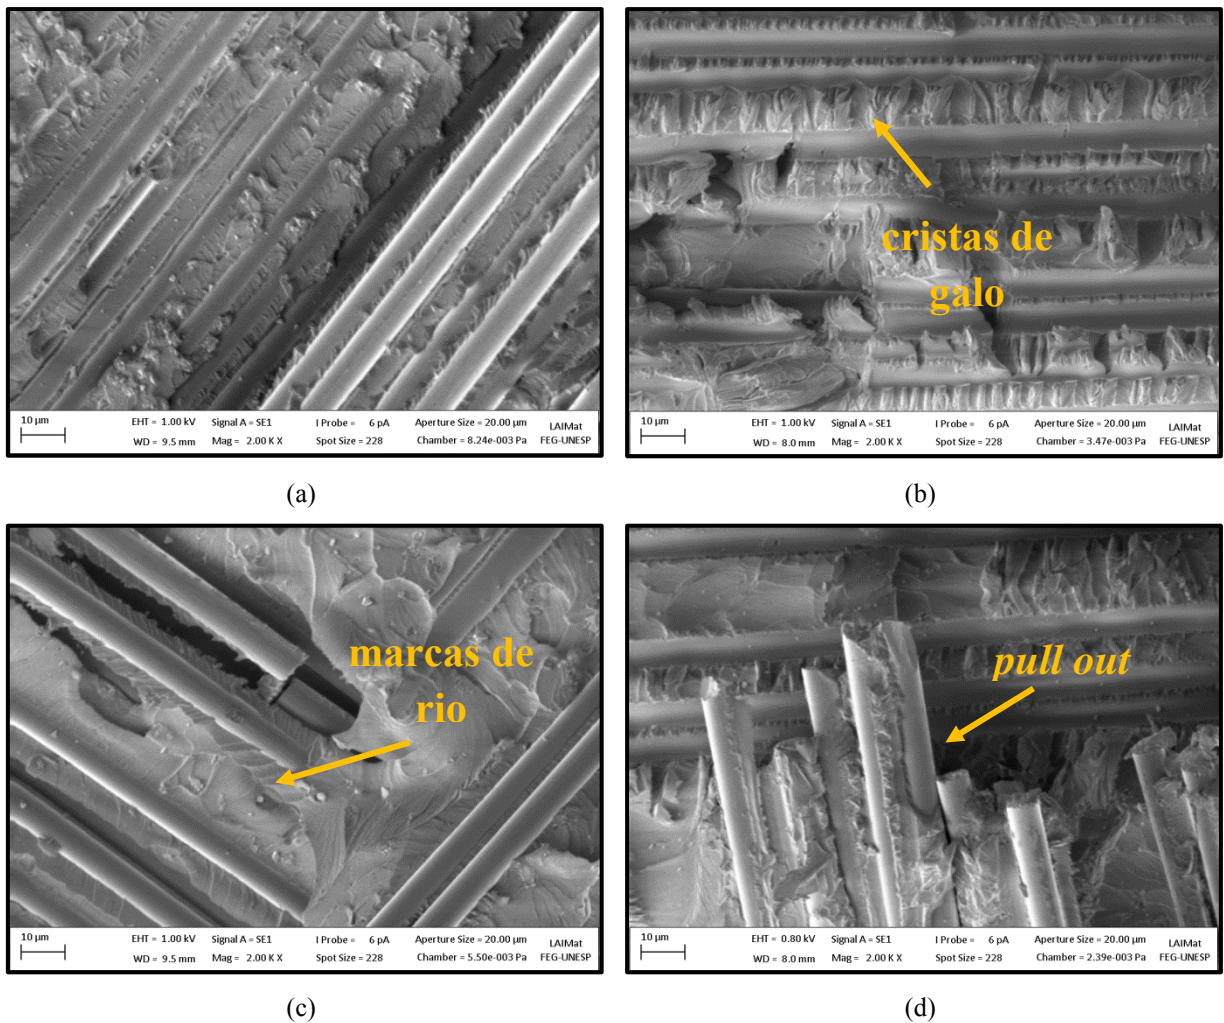 10 µm
EHT = 1.00 kV Signal A = SE1 I Probe = 6 pA Aperture Size = 20.00 µm LAIMat
WD = 9.5 mm Mag = 2.00 K X Spot Size = 228 Chamber = 8.24e-003 Pa FEG-UNESP
(a)
cristas de
galo
10 µm
EHT = 1.00 kV Signal A = SE1 I Probe = 6 pA Aperture Size = 20.00 µm LAIMat
WD = 8.0 mm Mag = 2.00 K X Spot Size = 228 Chamber = 3.47e-003 Pa FEG-UNESP
(b)
marcas de
rio
10 µm
EHT = 1.00 kV Signal A = SE1 I Probe = 6 pA Aperture Size = 20.00 µm LAIMat
WD = 9.5 mm Mag = 2.00 K X Spot Size = 228 Chamber = 5.50e-003 Pa FEG-UNESP
(c)
pull out
10 µm
EHT = 0.80 kV Signal A = SE1 I Probe = 6 pA Aperture Size = 20.00 µm LAIMat
WD = 8.0 mm Mag = 2.00 K X Spot Size = 228 Chamber = 2.39e-003 Pa FEG-UNESP
(d)